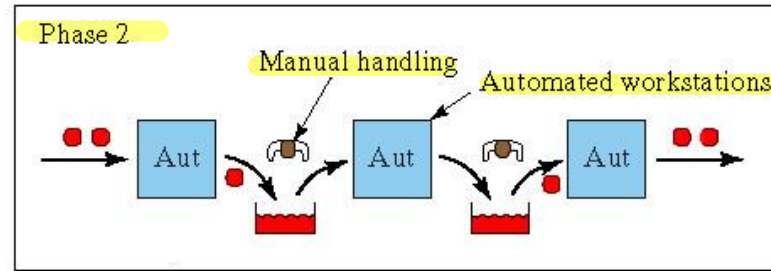 Phase 2
Manual handling
Automated workstations
Aut
Aut
Aut